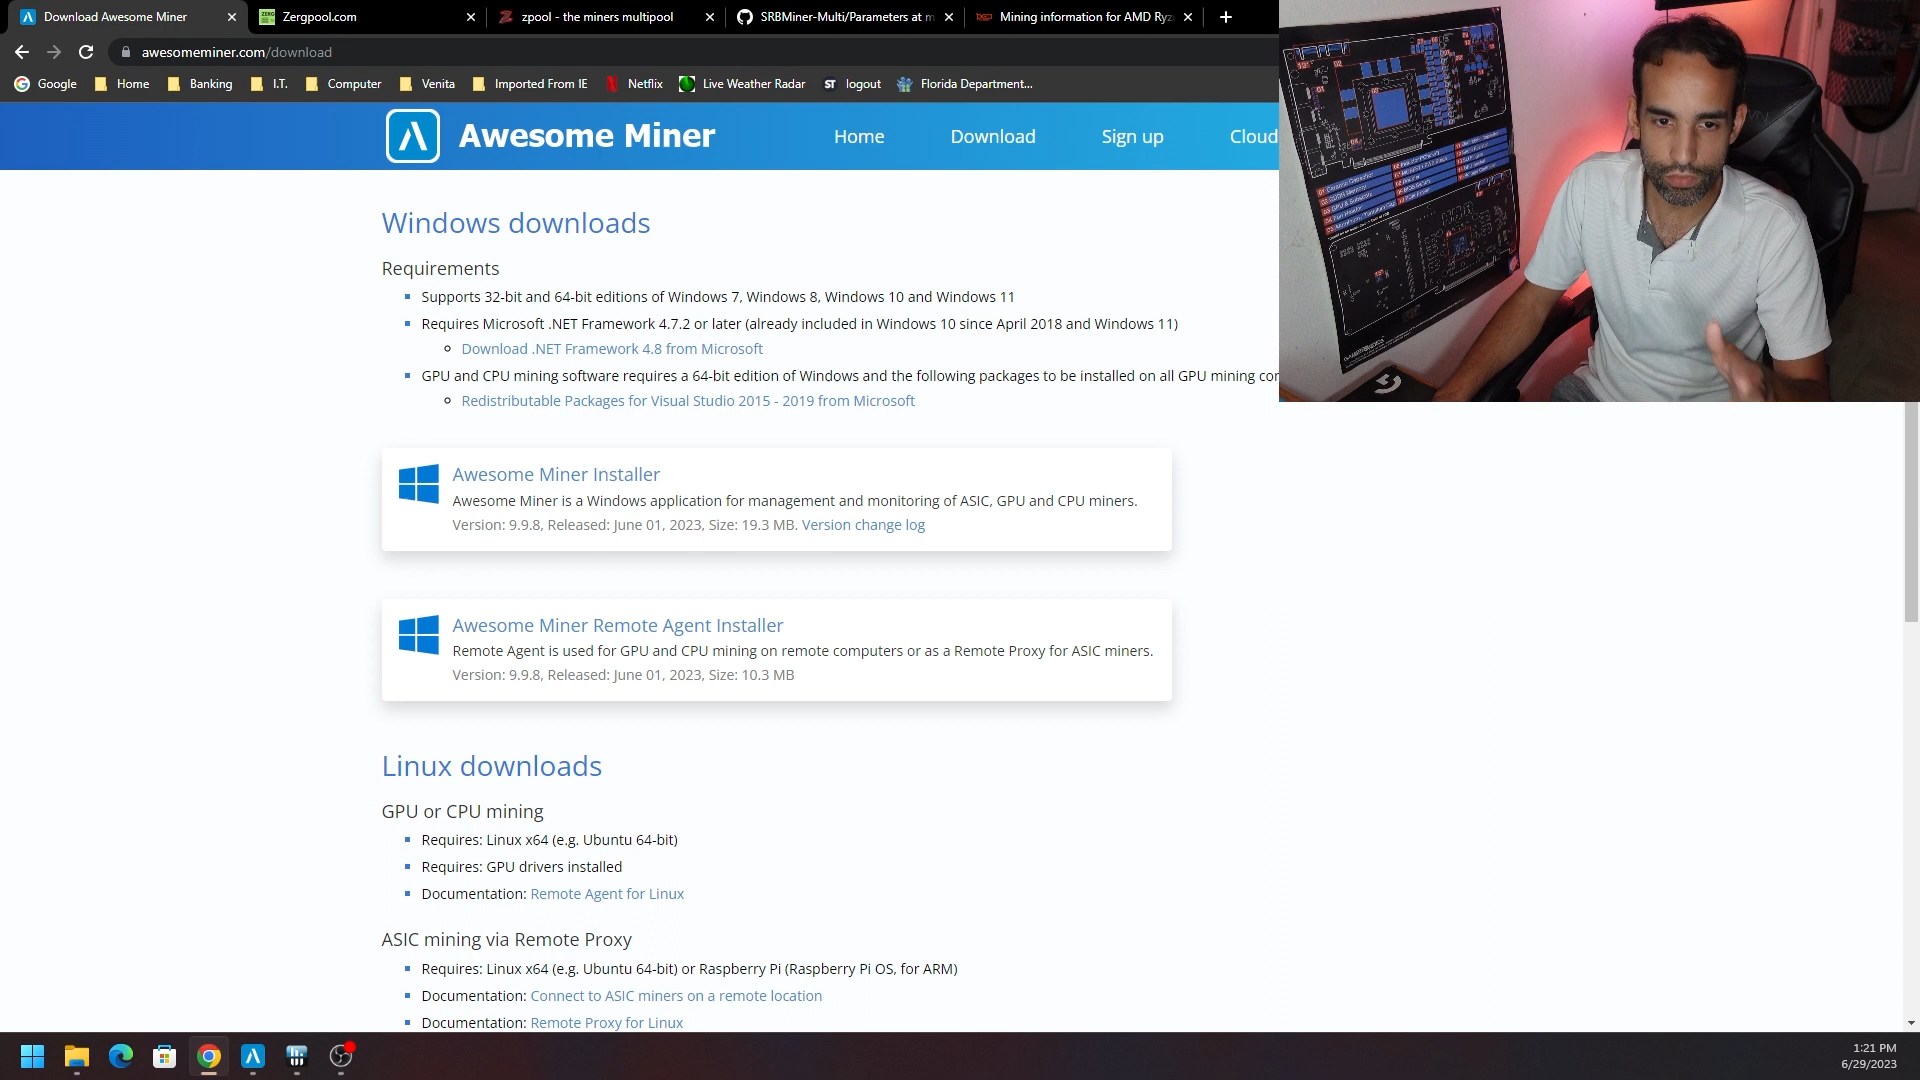 Download Awesome Miner
Zergpool.com
zpool - the miners multipool
SRBMiner-Multi/Parameters at m
Mining information for AMD Ryz
awesomeminer.com/download
Google
Home
Banking
I.T.
Computer
Venita
Imported From IE
Netflix
Live Weather Radar
ST
logout
Florida Department...
Awesome Miner
Home
Download
Sign up
Cloud
Windows downloads
Requirements
Supports 32-bit and 64-bit editions of Windows 7, Windows 8, Windows 10 and Windows 11
Requires Microsoft .NET Framework 4.7.2 or later (already included in Windows 10 since April 2018 and Windows 11)
Download .NET Framework 4.8 from Microsoft
GPU and CPU mining software requires a 64-bit edition of Windows and the following packages to be installed on all GPU mining cor
Redistributable Packages for Visual Studio 2015 - 2019 from Microsoft
Awesome Miner Installer
Awesome Miner is a Windows application for management and monitoring of ASIC, GPU and CPU miners.
Version: 9.9.8, Released: June 01, 2023, Size: 19.3 MB. Version change log
Awesome Miner Remote Agent Installer
Remote Agent is used for GPU and CPU mining on remote computers or as a Remote Proxy for ASIC miners.
Version: 9.9.8, Released: June 01, 2023, Size: 10.3 MB
Linux downloads
GPU or CPU mining
Requires: Linux x64 (e.g. Ubuntu 64-bit)
Requires: GPU drivers installed
Documentation: Remote Agent for Linux
ASIC mining via Remote Proxy
Requires: Linux x64 (e.g. Ubuntu 64-bit) or Raspberry Pi (Raspberry Pi OS, for ARM)
Documentation: Connect to ASIC miners on a remote location
Documentation: Remote Proxy for Linux
1:21 PM
6/29/2023